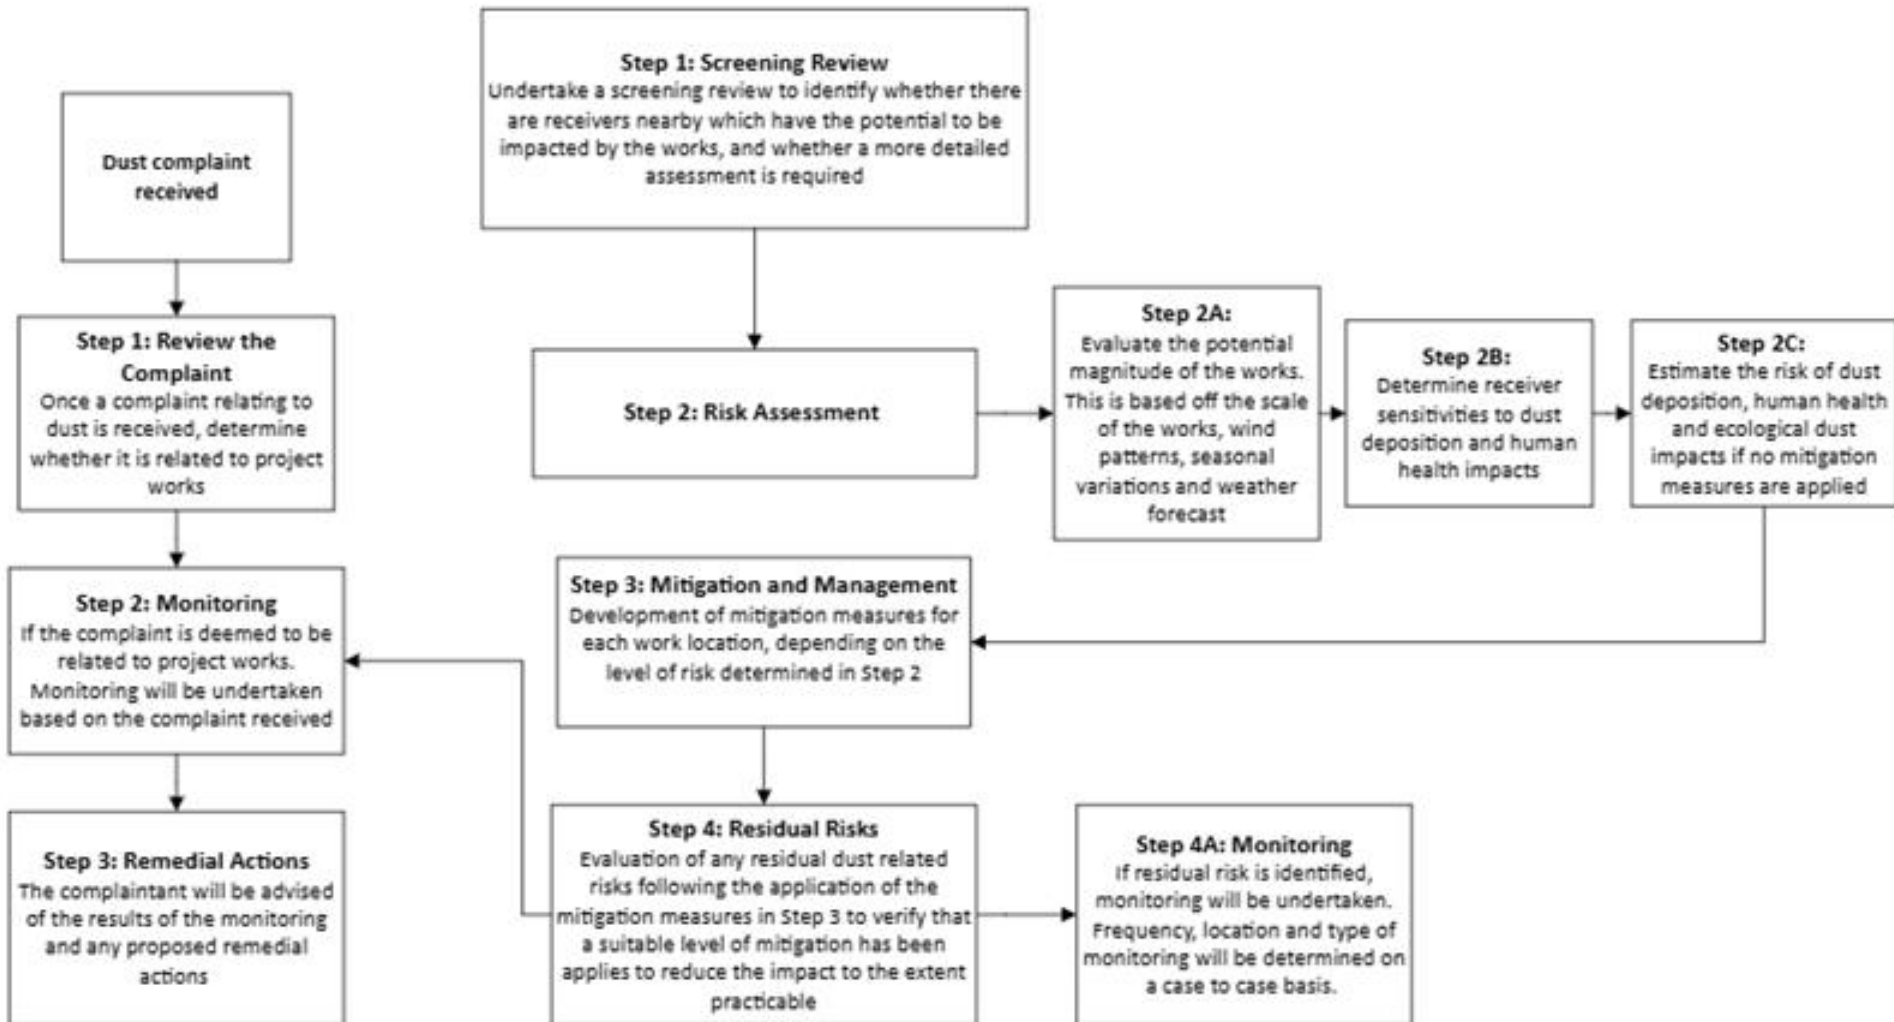 Dust complaint
received
Step 1: Review the
Complaint
Once a complaint relating to
dust is received, determine
whether it is related to project
works
Step 2: Monitoring
If the complaint is deemed to be
related to project works.
Monitoring will be undertaken
based on the complaint received
Step 3: Remedial Actions
The complaintant will be advised
of the results of the monitoring
and any proposed remedial
actions
Step 1: Screening Review
Undertake a screening review to identify whether there
are receivers nearby which have the potential to be
impacted by the works, and whether a more detailed
assessment is required
Step 2: Risk Assessment
Step 2A:
Evaluate the potential
magnitude of the works.
This is based off the scale
of the works, wind
patterns, seasonal
variations and weather
forecast
Step 2B:
Determine receiver
sensitivities to dust
deposition and human
health impacts
Step 2C:
Estimate the risk of dust
deposition, human health
and ecological dust
impacts if no mitigation
measures are applied
Step 3: Mitigation and Management
Development of mitigation measures for
each work location, depending on the
level of risk determined in Step 2
Step 4: Residual Risks
Evaluation of any residual dust related
risks following the application of the
mitigation measures in Step 3 to verify that
a suitable level of mitigation has been
applies to reduce the impact to the extent
practicable
Step 4A: Monitoring
If residual risk is identified,
monitoring will be undertaken.
Frequency, location and type of
monitoring will be determined on
a case to case basis.